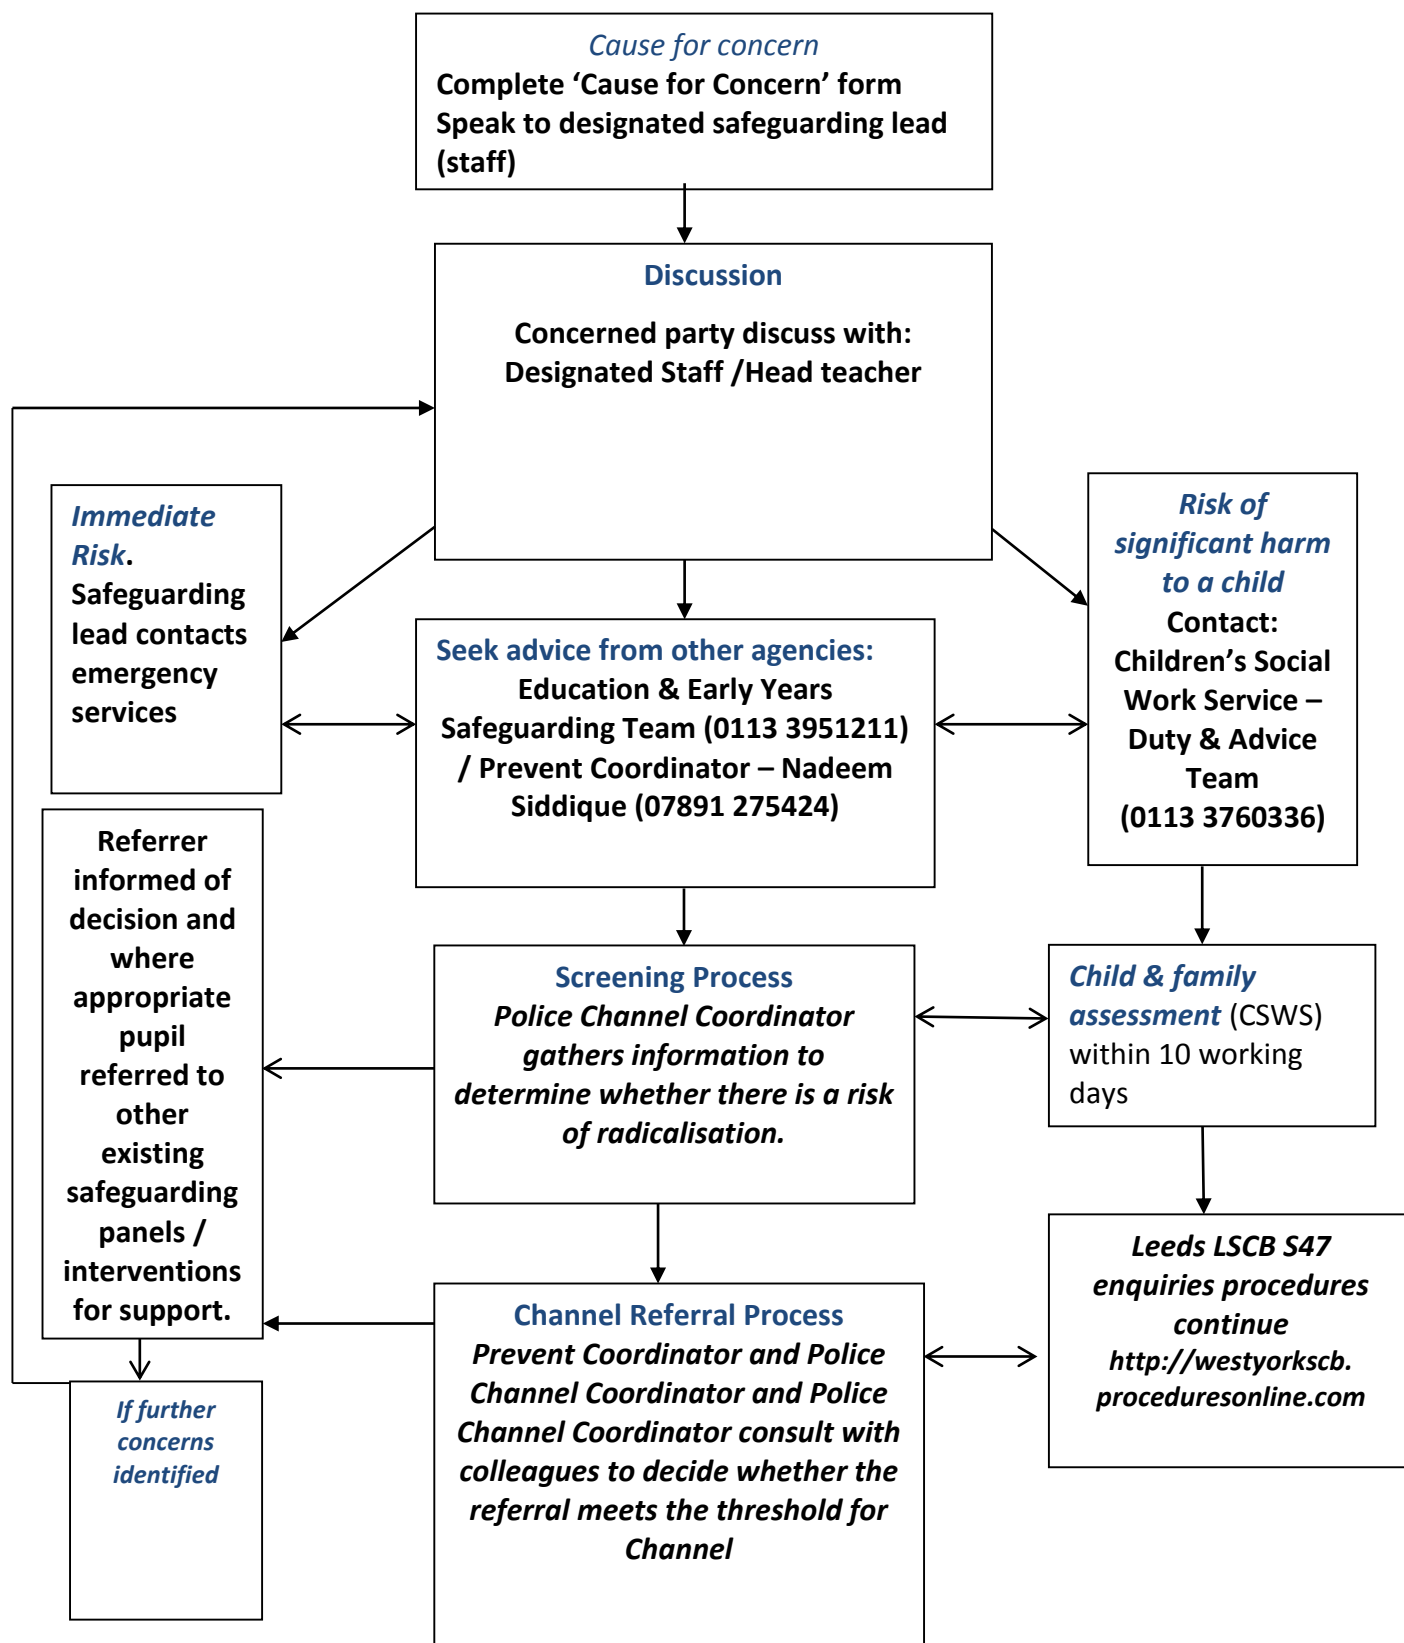 Cause for concern
Complete ‘Cause for Concern’ form
Speak to designated safeguarding lead
(staff)
Discussion
Concerned party discuss with:
Designated Staff /Head teacher
Immediate
Risk.
Safeguarding
lead contacts
emergency
services
Seek advice from other agencies:
Education & Early Years
Safeguarding Team (0113 3951211)
/ Prevent Coordinator – Nadeem
Siddique (07891 275424)
Risk of
significant harm
to a child
Contact:
Children’s Social
Work Service –
Duty & Advice
Team
(0113 3760336)
Referrer
informed of
decision and
where
appropriate
pupil
referred to
other
existing
safeguarding
panels /
interventions
for support.
Screening Process
Police Channel Coordinator
gathers information to
determine whether there is a risk
of radicalisation.
Child & family
assessment (CSWS)
within 10 working
days
Leeds LSCB S47
enquiries procedures
continue
http://westyorkscb.
proceduresonline.com
Channel Referral Process
Prevent Coordinator and Police
Channel Coordinator and Police
Channel Coordinator consult with
colleagues to decide whether the
referral meets the threshold for
Channel
If further
concerns
identified